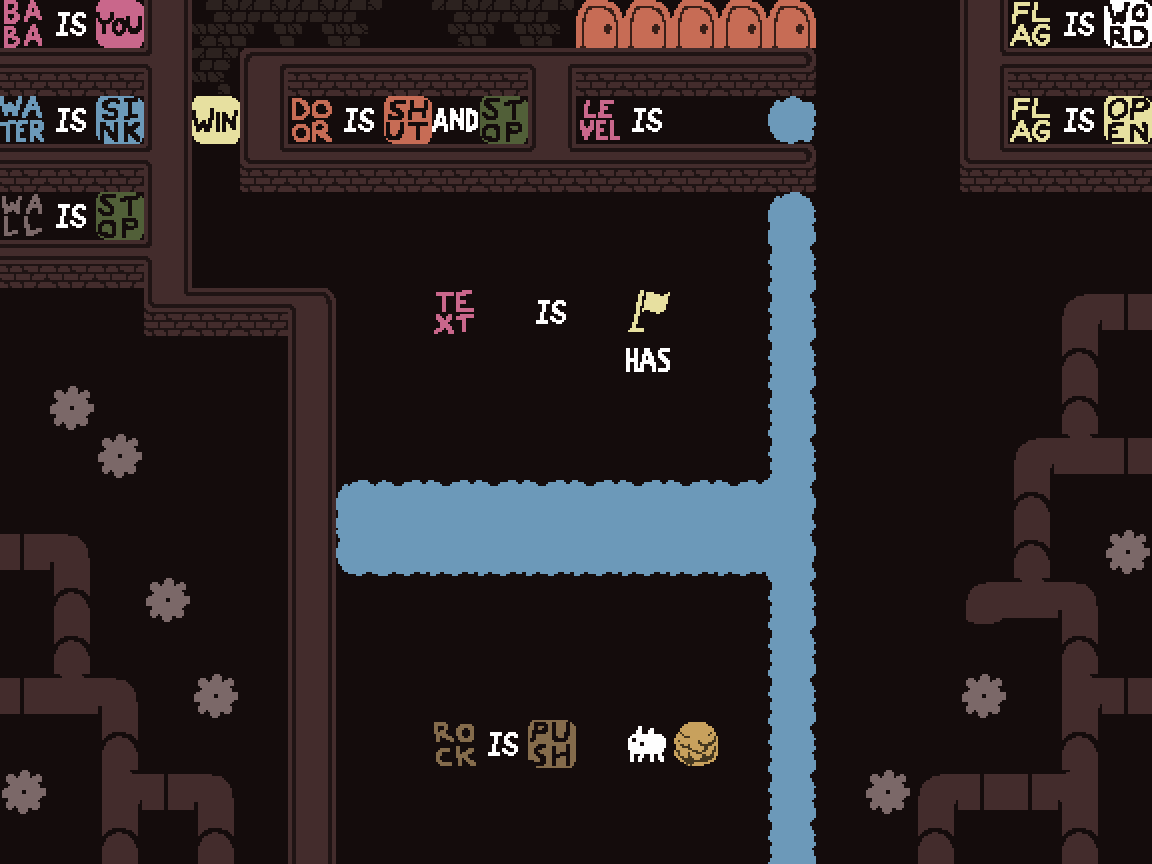 BABA IS YOU
FLAG IS WORD
WATER IS SINK
WIN
DOOR IS SHUT AND STOP
LEVEL IS
FLAG IS OPEN
WALL IS STOP
TEXT IS
HAS
ROCK IS PUSH